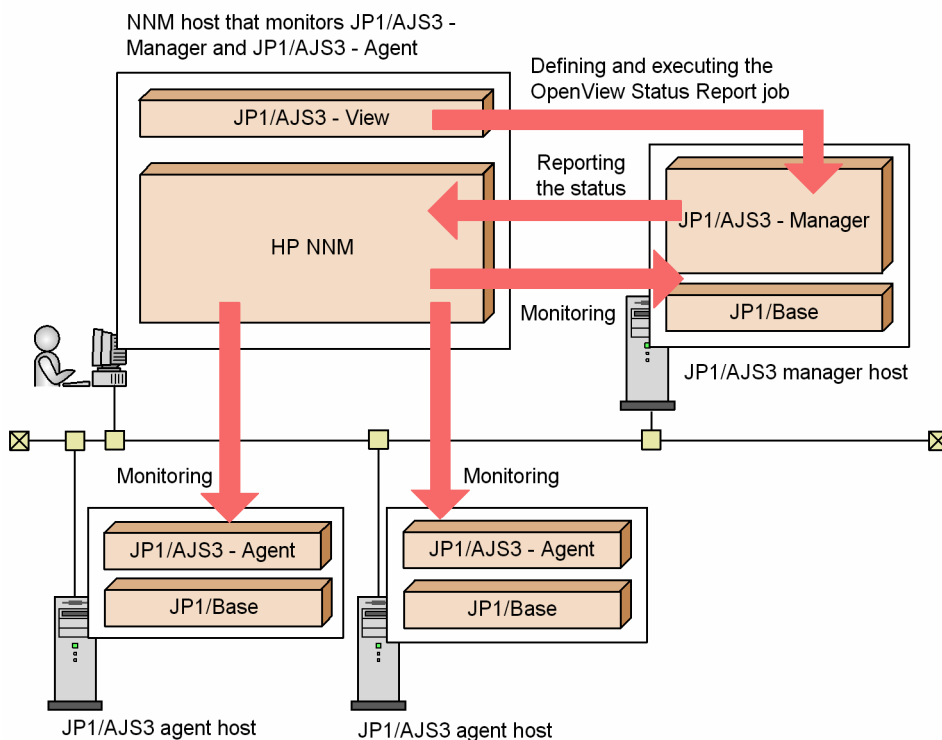 NNM host that monitors JP1/AJS3 -
Manager and JP1/AJS3 - Agent
Defining and executing the
OpenView Status Report job
JP1/AJS3 - View
Reporting
the status
JP1/AJS3 - Manager
HP NNM
Monitoring
JP1/Base
JP1/AJS3 manager host
Monitoring
Monitoring
JP1/AJS3 - Agent
JP1/AJS3 - Agent
JP1/Base
JP1/Base
JP1/AJS3 agent host
JP1/AJS3 agent host